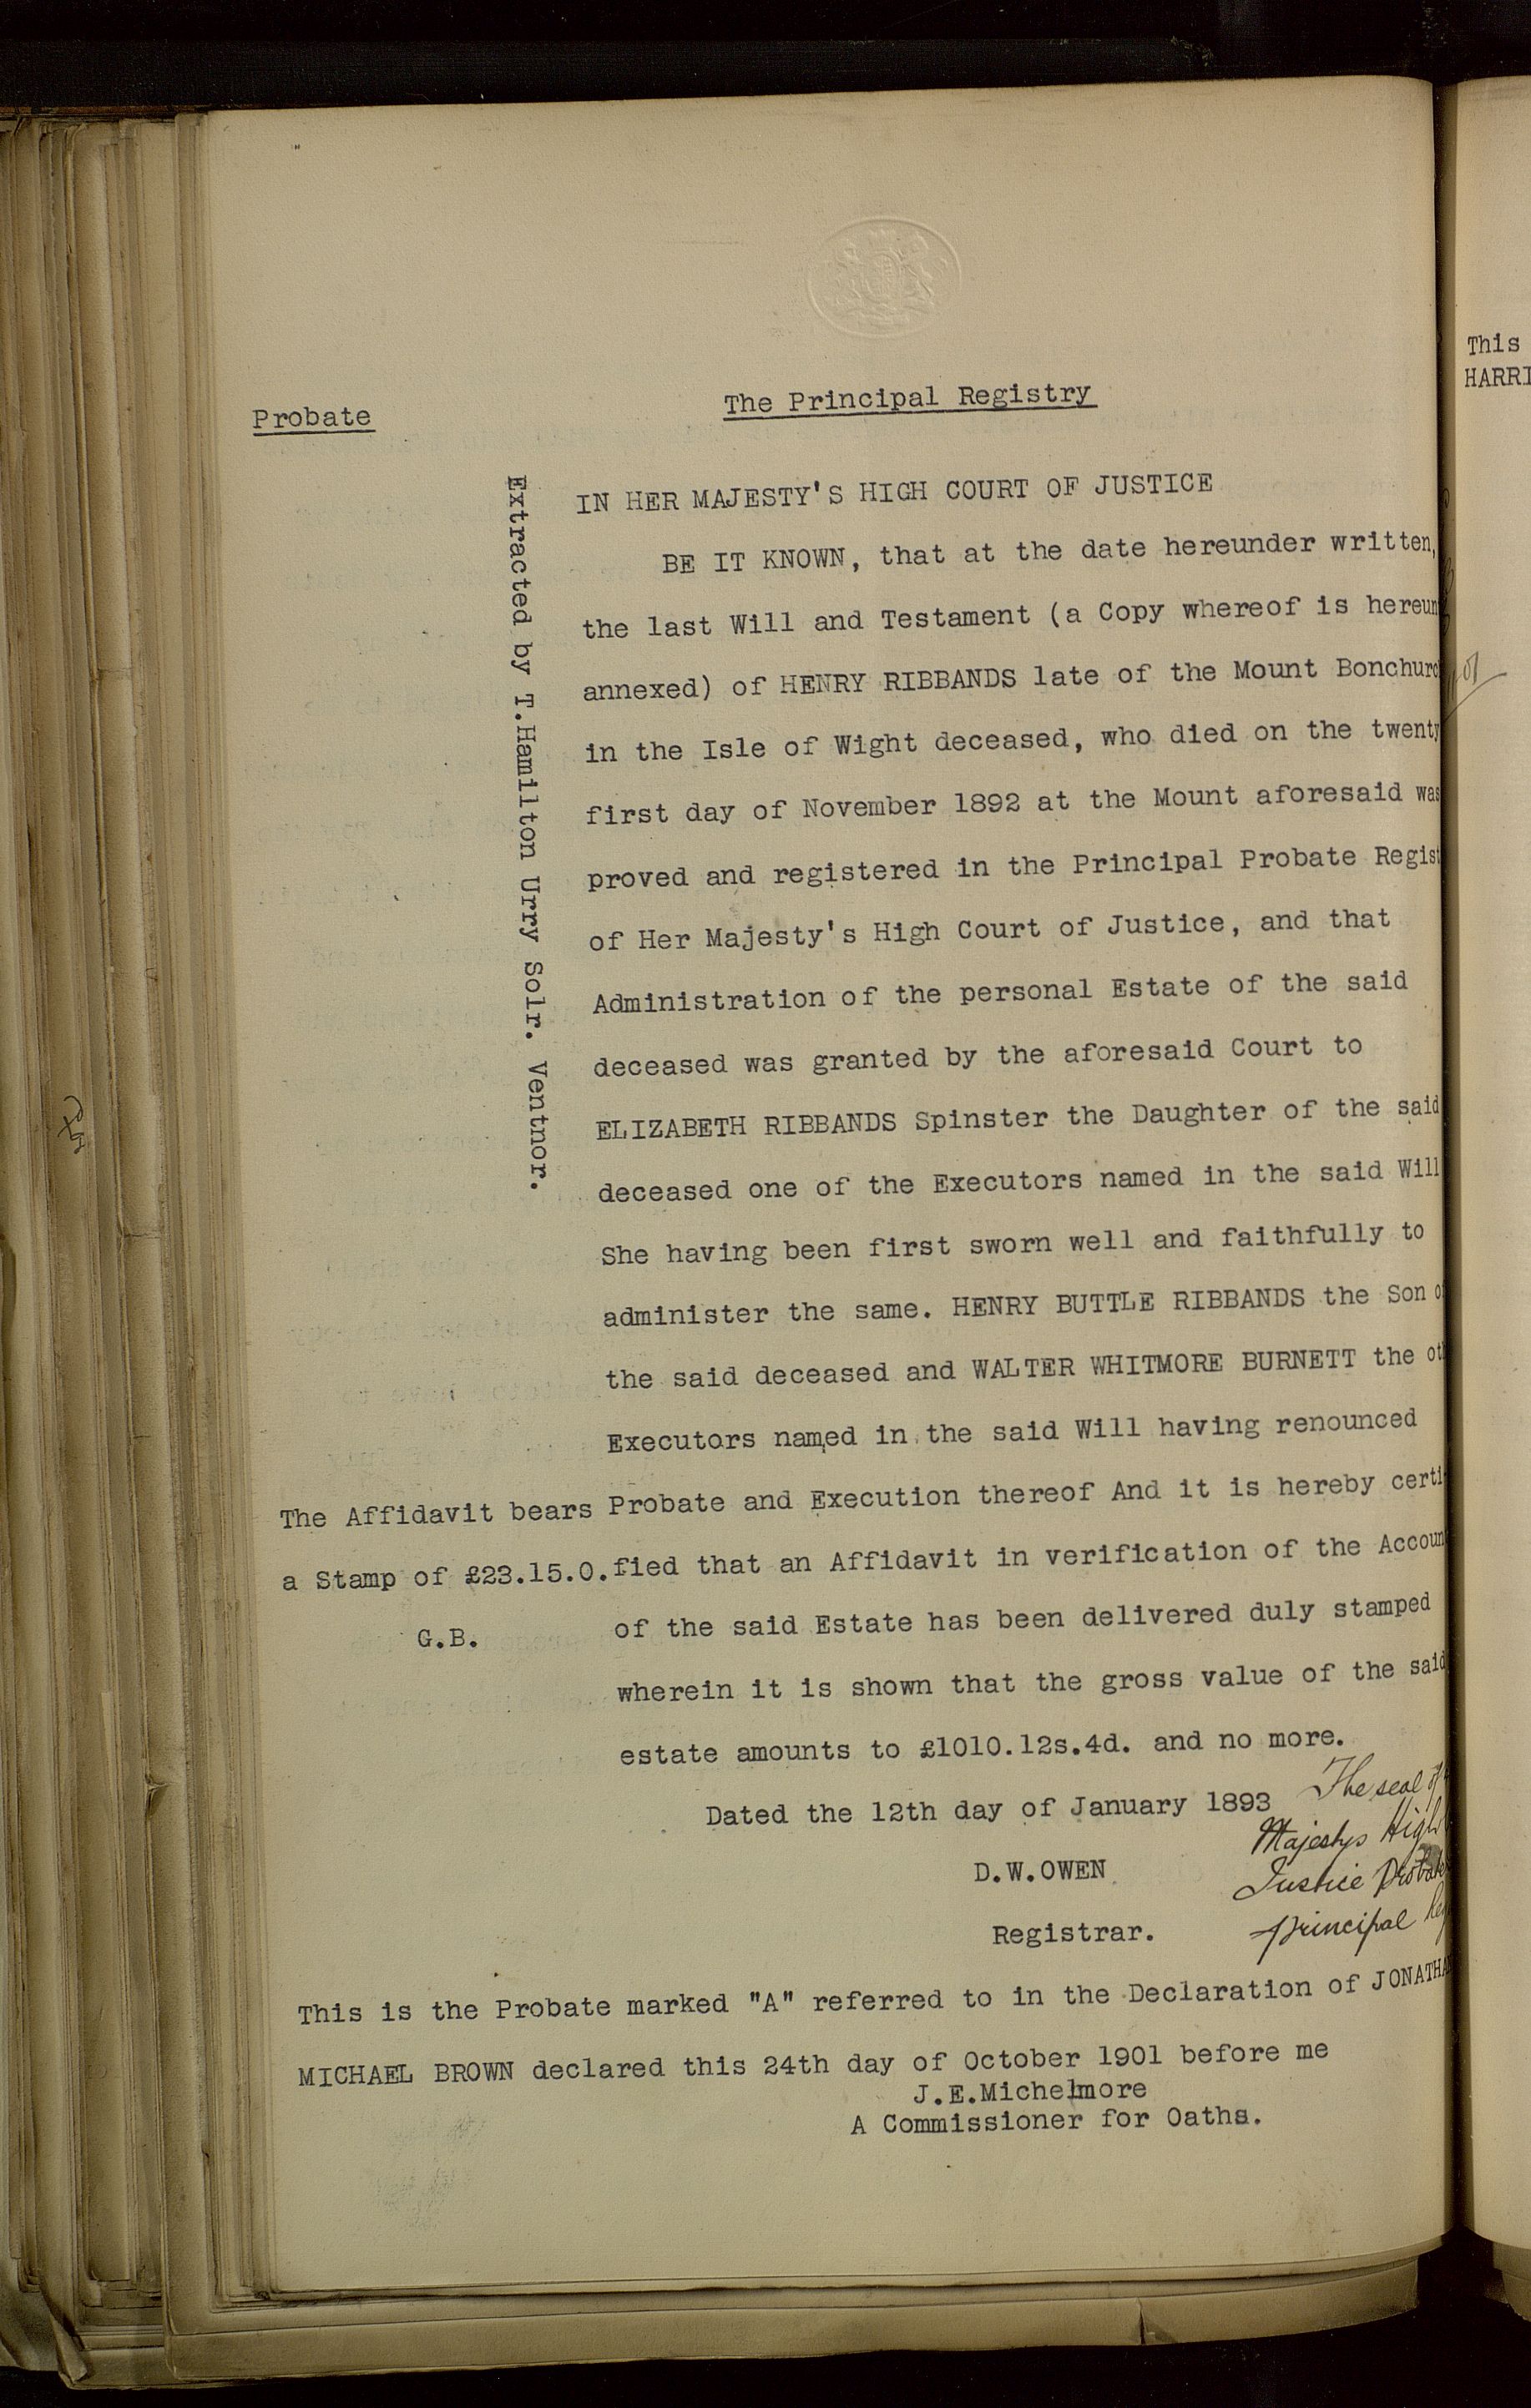 Probate
The Principal Registry
Extracted by T.Hamilton Urry Solr. Ventnor.
IN HER MAJESTY'S HIGH COURT OF JUSTICE
BE IT KNOWN, that at the date hereunder written,
the last Will and Testament (a Copy whereof is hereun
annexed) of HENRY RIBBANDS late of the Mount Bonchurc
in the Isle of Wight deceased, who died on the twenty
first day of November 1892 at the Mount aforesaid was
proved and registered in the Principal Probate Regist
of Her Majesty's High Court of Justice, and that
Administration of the personal Estate of the said
deceased was granted by the aforesaid Court to
ELIZABETH RIBBANDS Spinster the Daughter of the said
deceased one of the Executors named in the said Will
She having been first sworn well and faithfully to
administer the same. HENRY BUTTLE RIBBANDS the Son o
the said deceased and WALTER WHITMORE BURNETT the oth
Executors named in the said Will having renounced
Probate and Execution thereof And it is hereby certi-
fied that an Affidavit in verification of the Accoun
of the said Estate has been delivered duly stamped
wherein it is shown that the gross value of the said
estate amounts to £1010.12s.4d. and no more.
The Affidavit bears
a Stamp of £23.15.0.
G.B.
Dated the 12th day of January 1893
D.W.OWEN
Registrar.
The seal of
Majestys High
Justice Probate
Principal Reg
This is the Probate marked "A" referred to in the Declaration of JONATHA
MICHAEL BROWN declared this 24th day of October 1901 before me
J.E.Michelmore
A Commissioner for Oaths.
This
HARRI